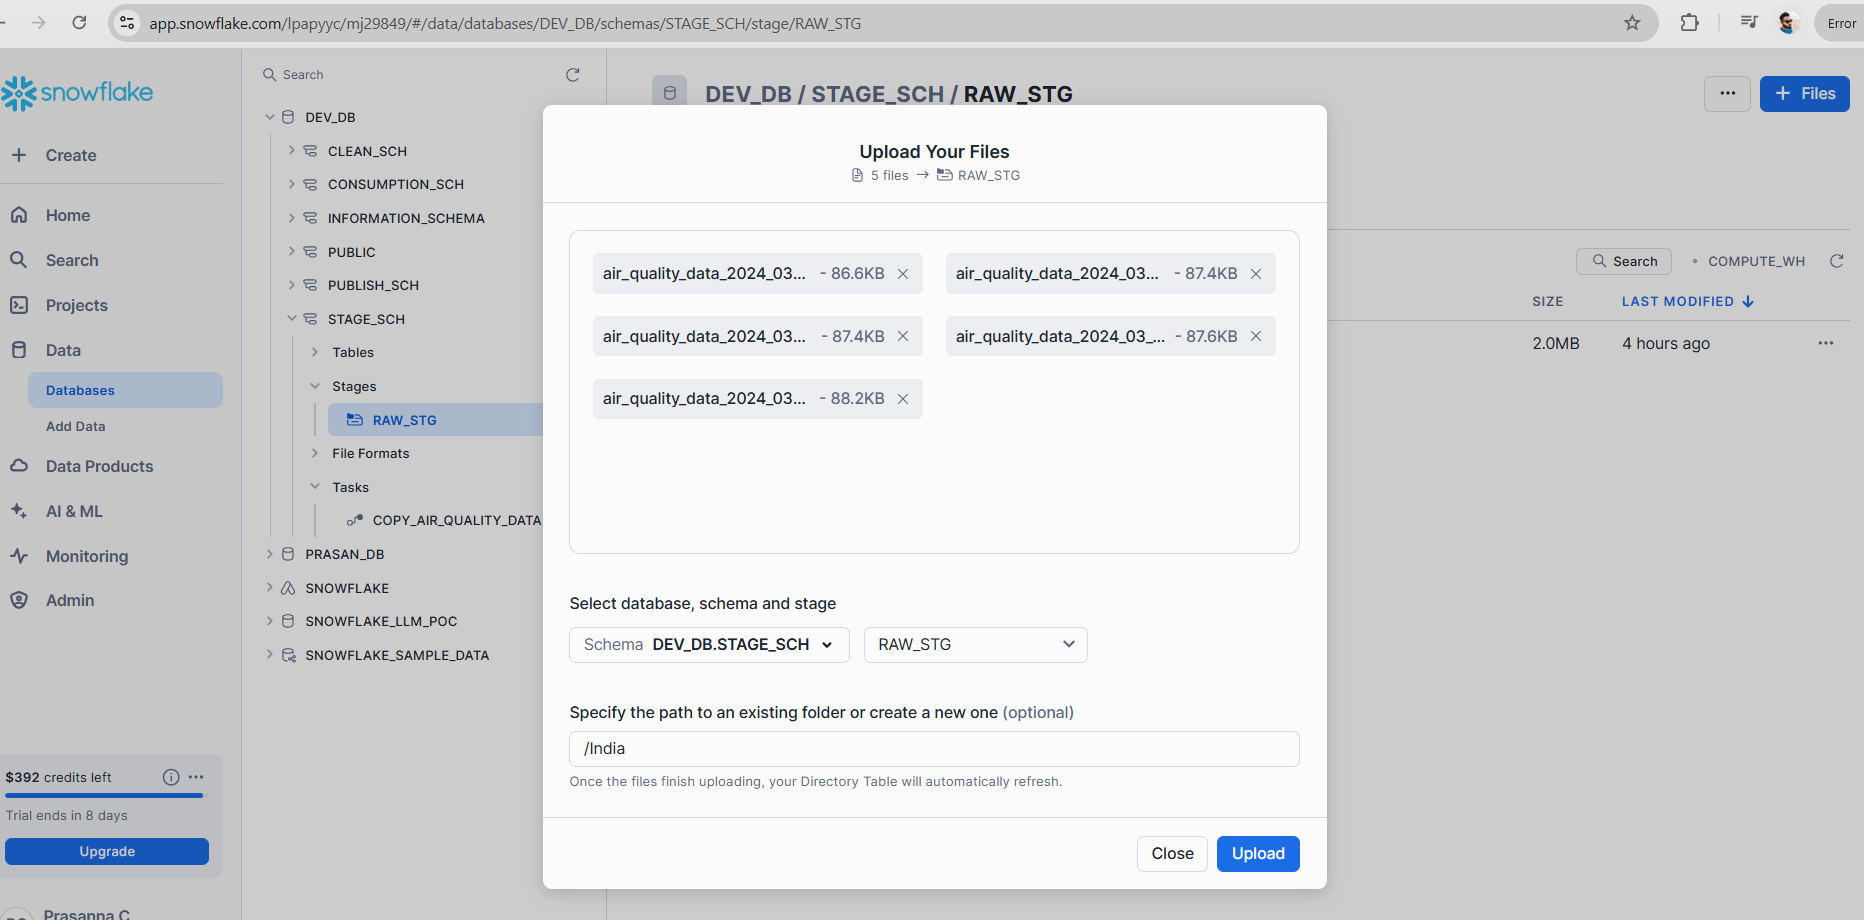 app.snowflake.com/lpapyyc/mj29849/#/data/databases/DEV_DB/schemas/STAGE_SCH/stage/RAW_STG
Error
snowflake
Create
Home
Search
Projects
Data
Databases
Add Data
Data Products
AI & ML
Monitoring
Admin
$392 credits left
Trial ends in 8 days
Upgrade
Prasanna C
Search
DEV_DB
CLEAN_SCH
CONSUMPTION_SCH
INFORMATION_SCHEMA
PUBLIC
PUBLISH_SCH
STAGE_SCH
Tables
Stages
RAW_STG
File Formats
Tasks
COPY_AIR_QUALITY_DATA
PRASAN_DB
SNOWFLAKE
SNOWFLAKE_LLM_POC
SNOWFLAKE_SAMPLE_DATA
DEV_DB / STAGE_SCH / RAW_STG
... + Files
Search • COMPUTE_WH
SIZE LAST MODIFIED
2.0MB 4 hours ago ...
Upload Your Files
5 files → RAW_STG
air_quality_data_2024_03... - 86.6KB
air_quality_data_2024_03... - 87.4KB
air_quality_data_2024_03... - 87.4KB
air_quality_data_2024_03_... - 87.6KB
air_quality_data_2024_03... - 88.2KB
Select database, schema and stage
Schema DEV_DB.STAGE_SCH
RAW_STG
Specify the path to an existing folder or create a new one (optional)
/India
Once the files finish uploading, your Directory Table will automatically refresh.
Close Upload